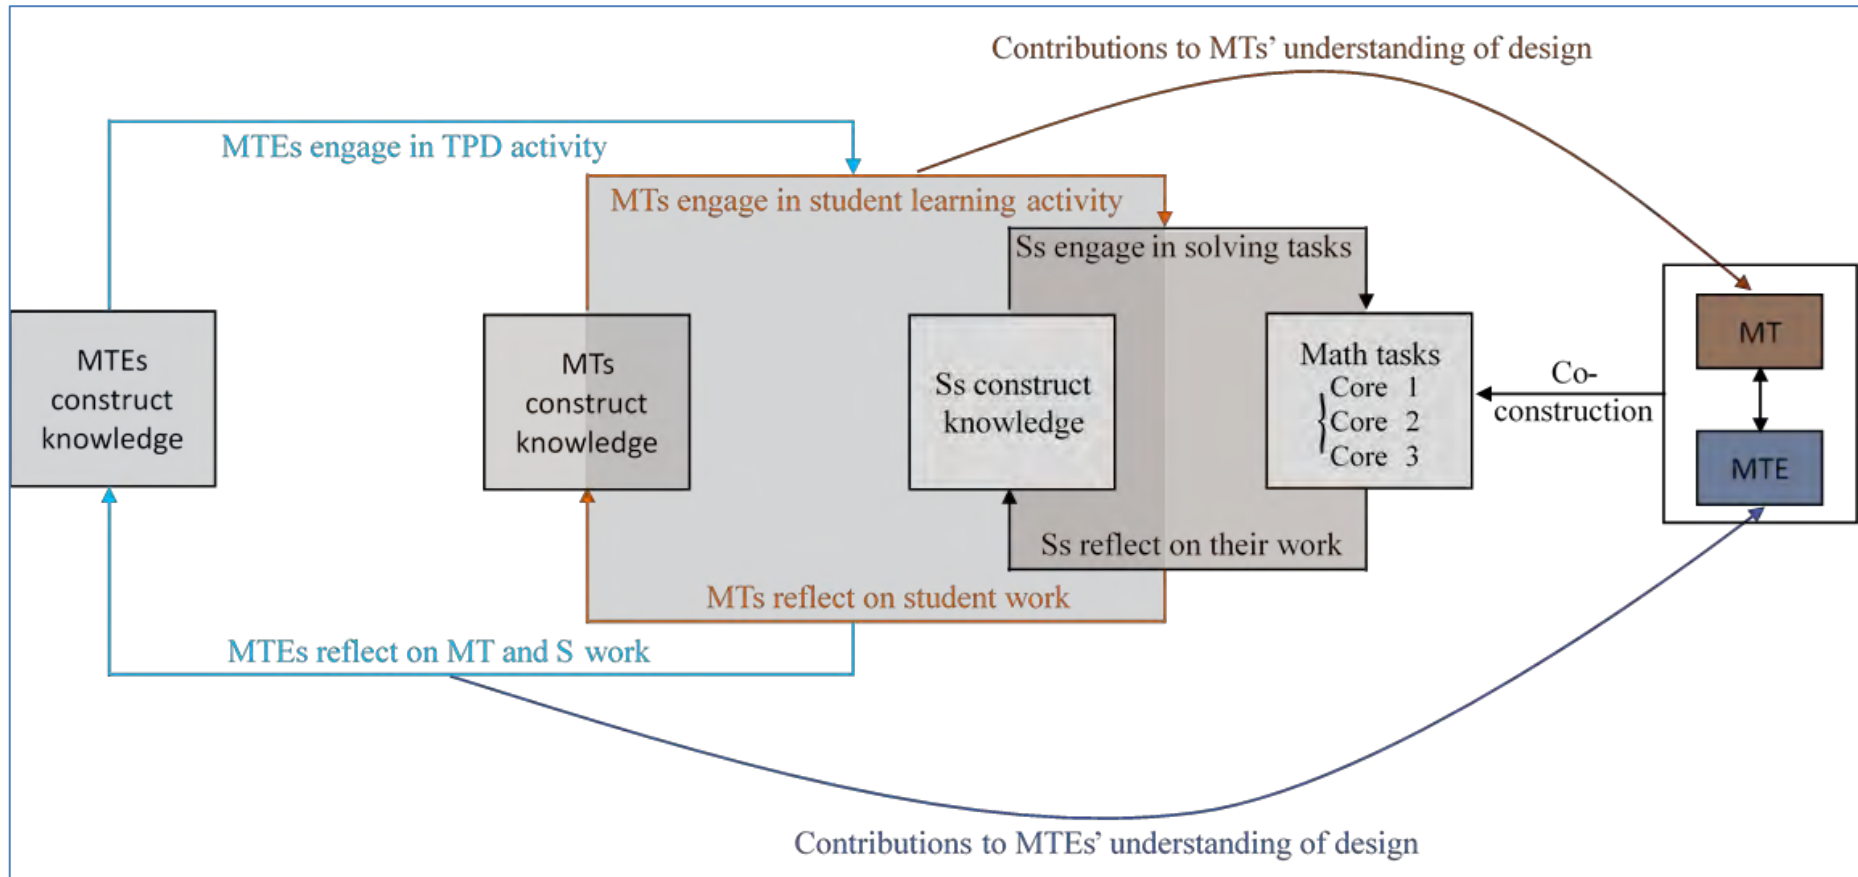 Contributions to MTs’ understanding of design
MTEs engage in TPD activity
MTs engage in student learning activity
Ss engage in solving tasks
MTEs
construct
knowledge
MTs
construct
knowledge
Ss construct
knowledge
Math tasks
Core 1
Core 2
Core 3
Co-
construction
MT
MTE
Ss reflect on their work
MTs reflect on student work
MTEs reflect on MT and S work
Contributions to MTEs’ understanding of design